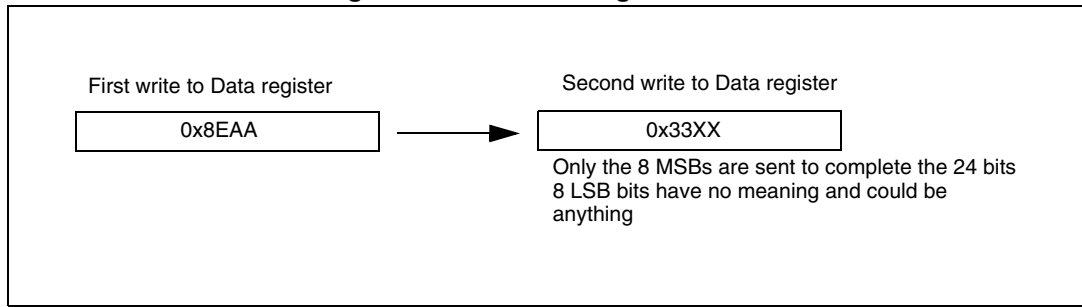 First write to Data register
Second write to Data register
0x8EAA
0x33XX
Only the 8 MSBs are sent to complete the 24 bits
8 LSB bits have no meaning and could be
anything